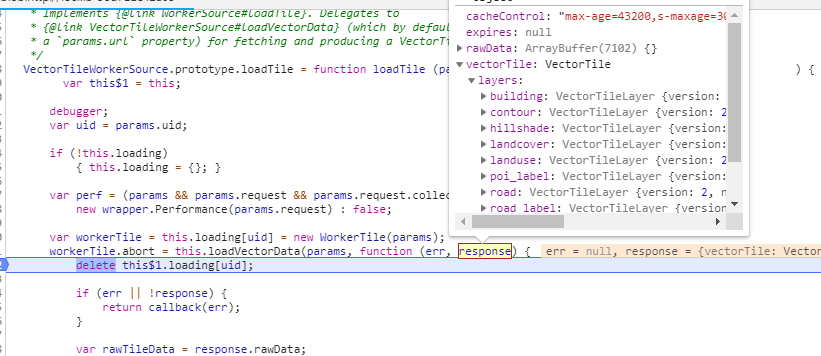 * Implements {@link WorkerSource#loadTile}. Delegates to
* {@link VectorTileWorkerSource#loadVectorData} (which by defau
* a `params.url` property) for fetching and producing a VectorTi
*/
VectorTileWorkerSource.prototype.loadTile = function loadTile (pa ) {
var this$1 = this;
debugger;
var uid = params.uid;
if (!this.loading)
{ this.loading = {}; }
var perf = (params && params.request && params.request.collec
new wrapper.Performance(params.request) : false;
var workerTile = this.loading[uid] = new WorkerTile(params);
workerTile.abort = this.loadVectorData(params, function (err, response) { err = null, response = {vectorTile: Vector
delete this$1.loading[uid];
if (err || !response) {
return callback(err);
}
var rawTileData = response.rawData;
cacheControl: "max-age=43200,s-maxage=30
expires: null
rawData: ArrayBuffer(7102) {}
vectorTile: VectorTile
layers:
building: VectorTileLayer {version:
contour: VectorTileLayer {version: 2
hillshade: VectorTileLayer {version:
landcover: VectorTileLayer {version:
landuse: VectorTileLayer {version: 2
poi_label: VectorTileLayer {version:
road: VectorTileLayer {version: 2, n
road label: VectorTileLayer {version: